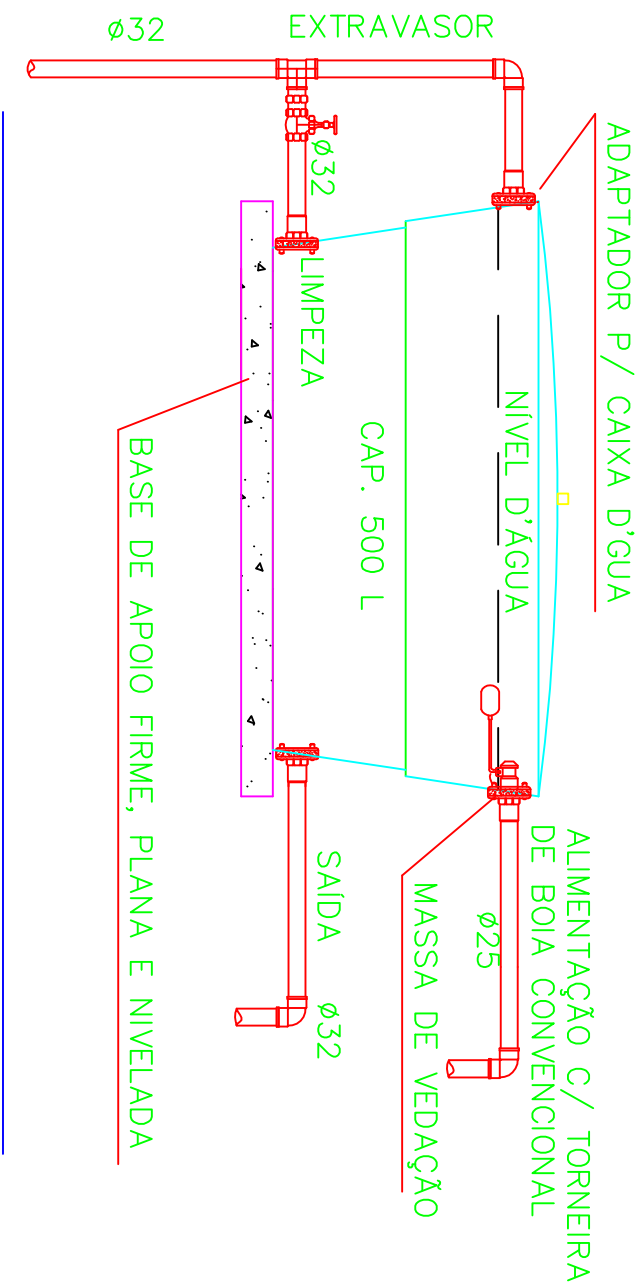 ADAPTADOR P/ CAIXA D'GUA
ALIMENTAÇÃO C/ TORNEIRA
DE BOIA CONVENCIONAL
NÍVEL D'ÁGUA
ø25
EXTRAVASOR
MASSA DE VEDAÇÃO
CAP. 500 L
ø32
LIMPEZA
SAÍDA
ø32
BASE DE APOIO FIRME, PLANA E NIVELADA
ø32